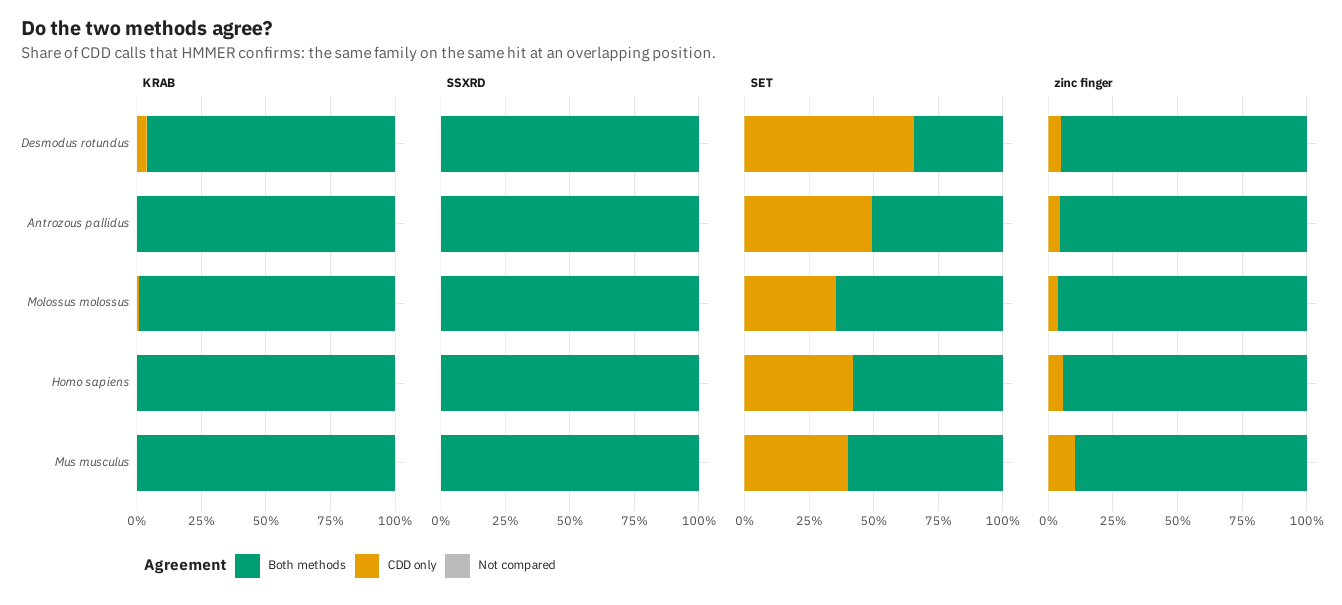 Do the two methods agree?
Share of CDD calls that HMMER confirms: the same family on the same hit at an overlapping position.
KRAB SSXRD SET zinc finger
Desmodus rotundus
Antrozous pallidus
Molossus molossus
Homo sapiens
Mus musculus
0% 25% 50% 75% 100% 0% 25% 50% 75% 100% 0% 25% 50% 75% 100% 0% 25% 50% 75% 100%
Agreement Both methods CDD only Not compared